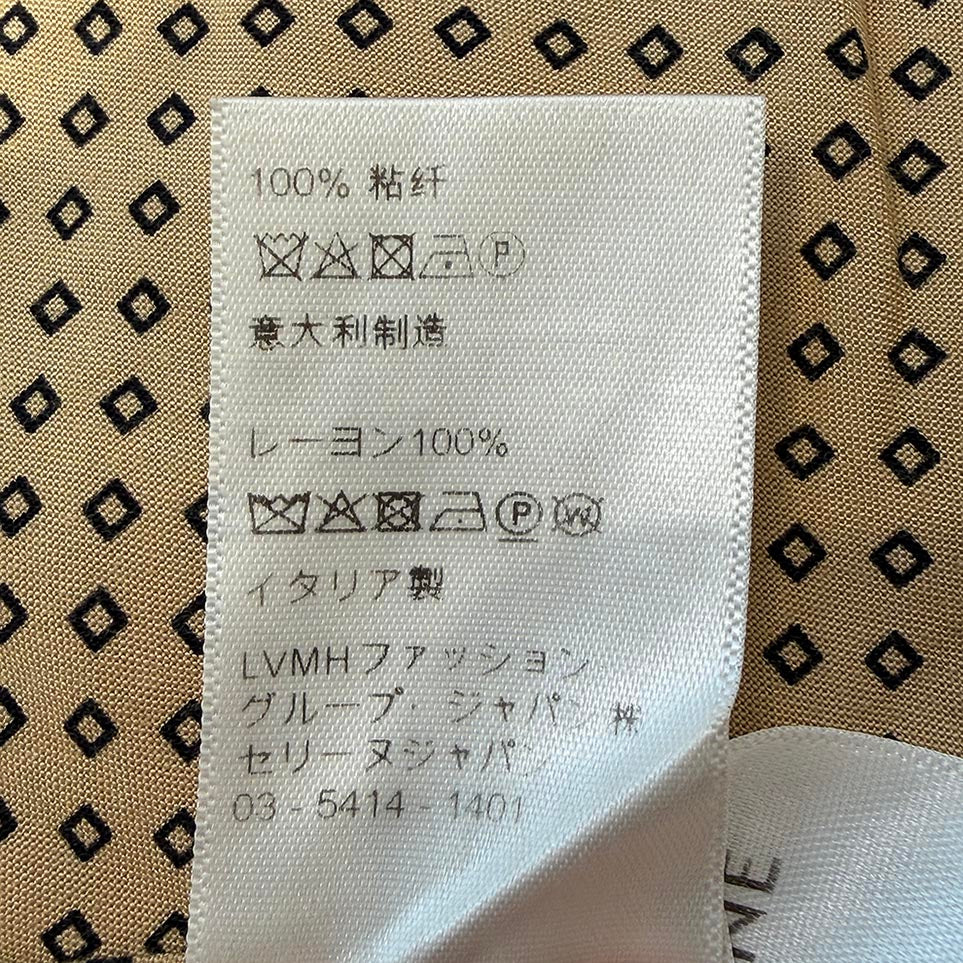 100% 粘纤
P
意大利制造
レーヨン100%
P W
イタリア製
LVMHファッション
グループ・ジャパン ㈱
セリーヌジャパン
03-5414-1401
NE